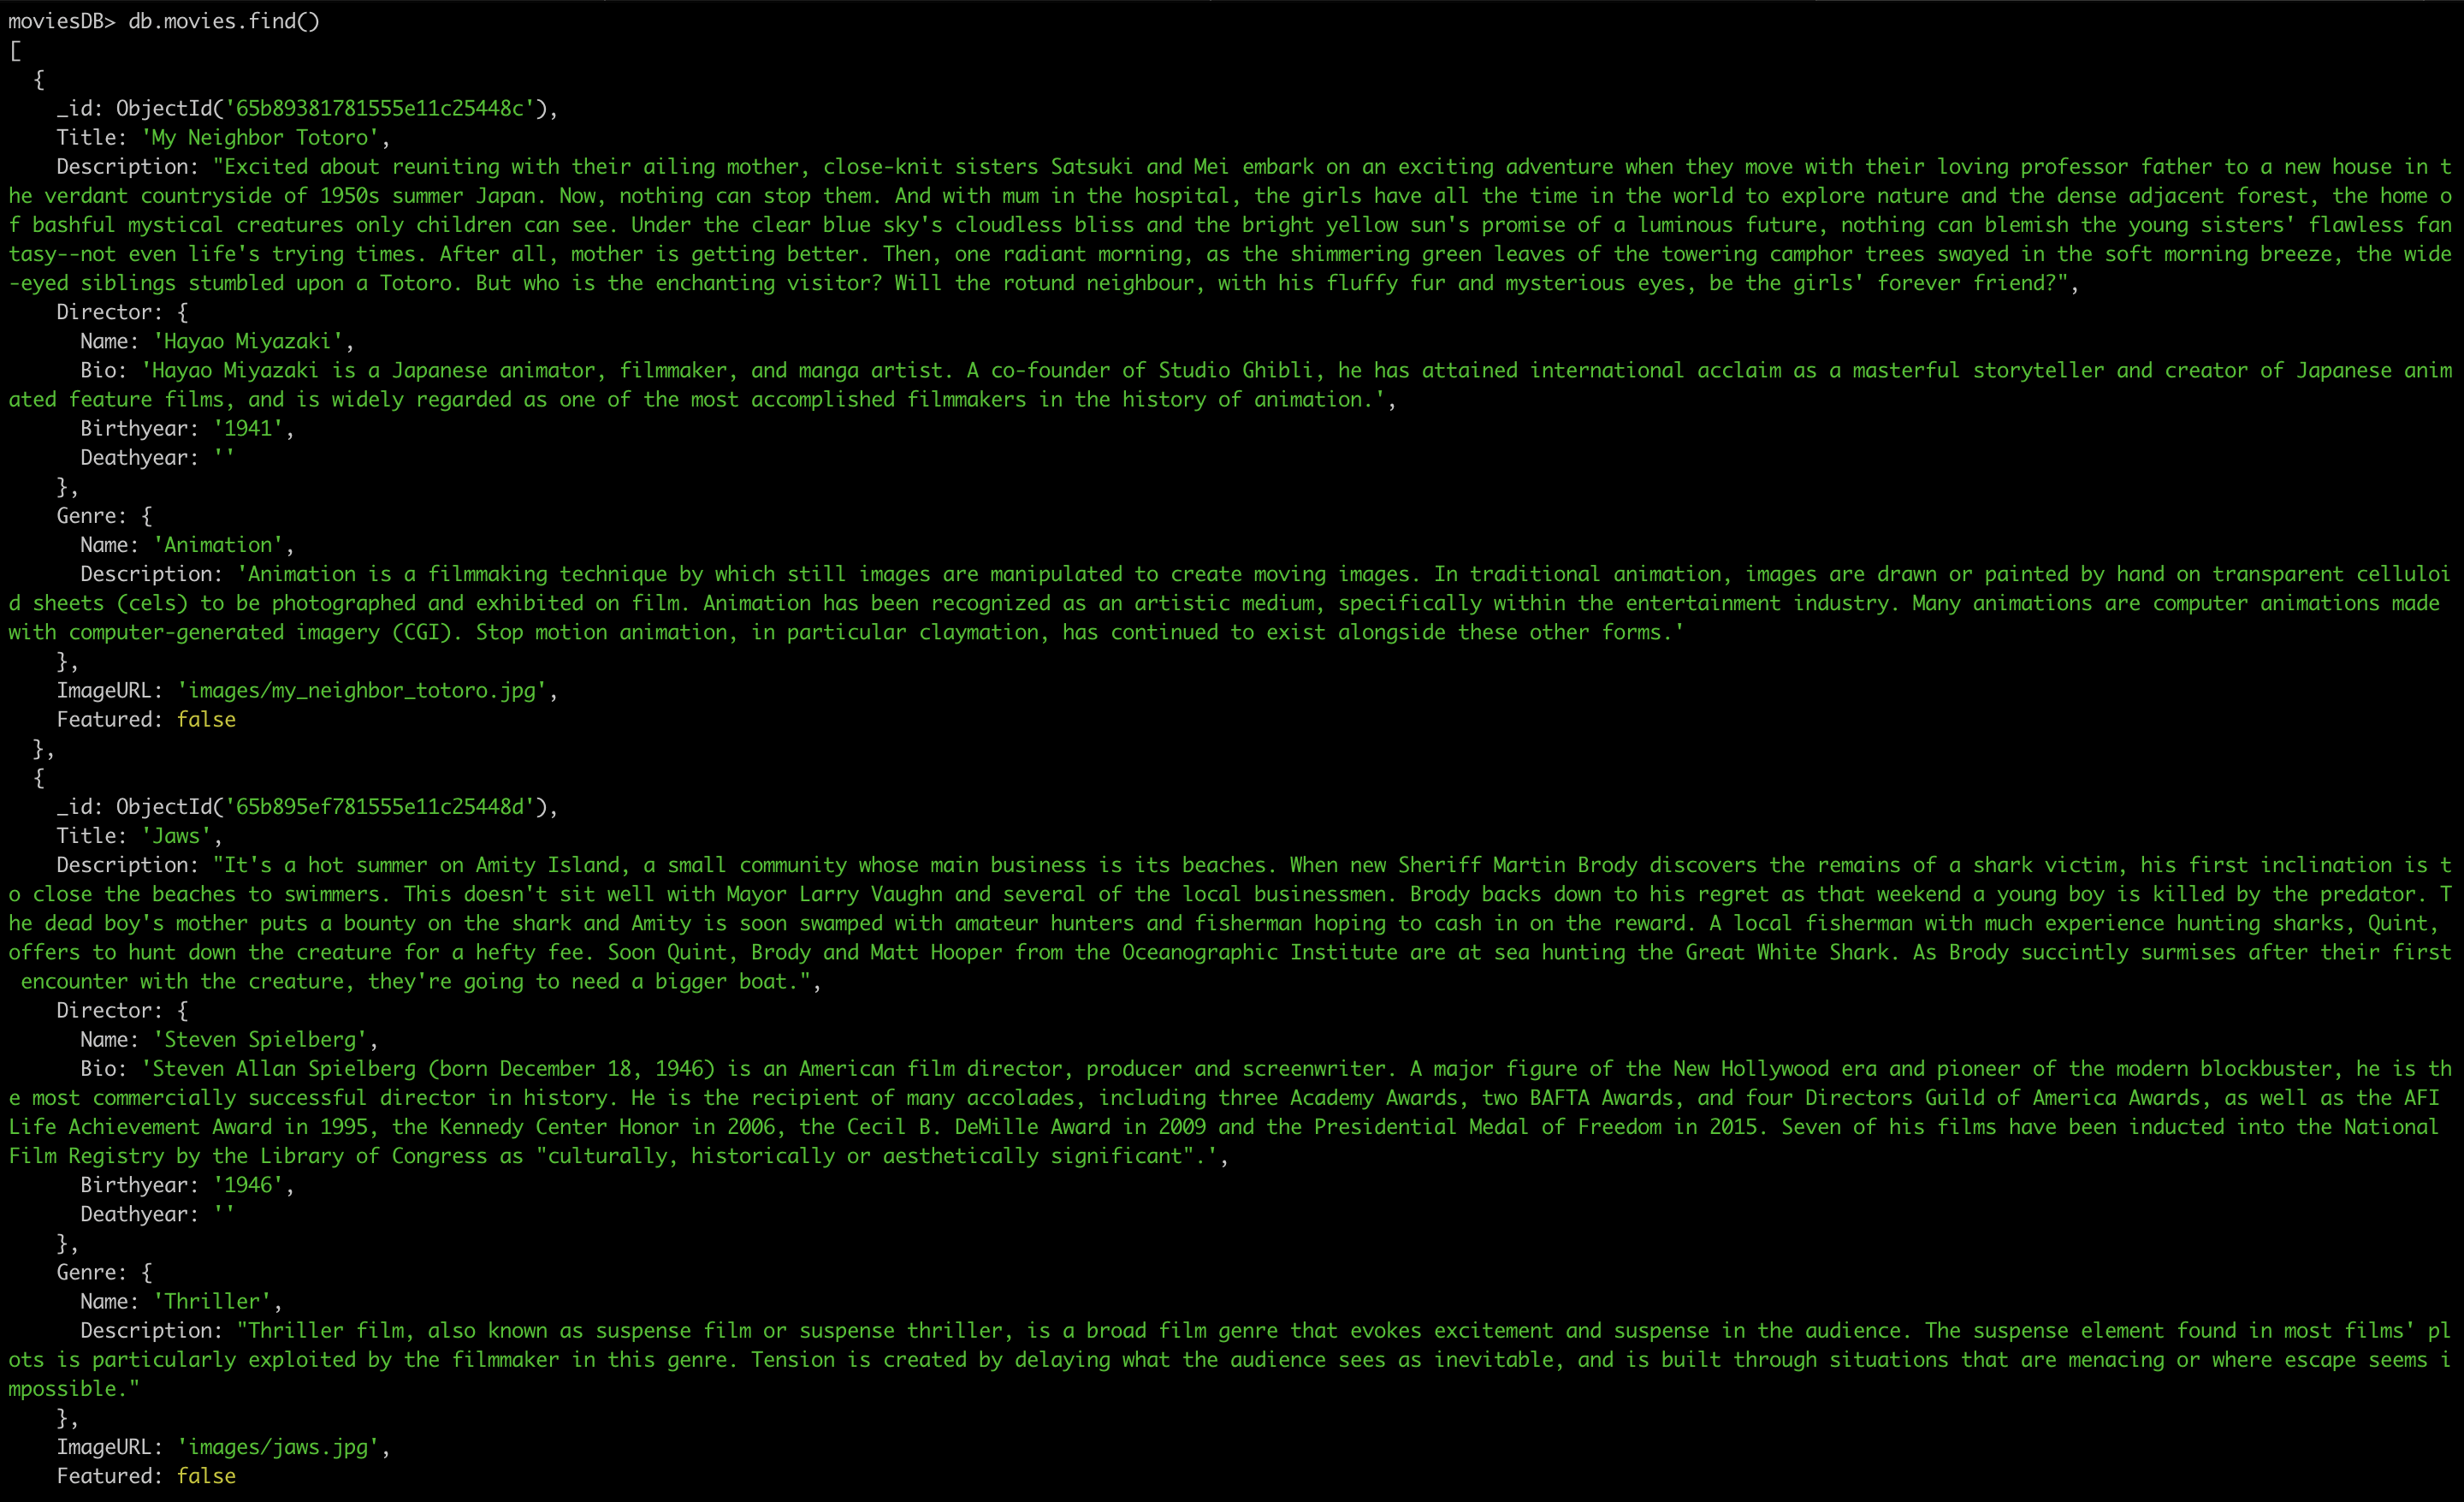 moviesDB> db.movies.find()
[
  {
    _id: ObjectId('65b89381781555e11c25448c'),
    Title: 'My Neighbor Totoro',
    Description: "Excited about reuniting with their ailing mother, close-knit sisters Satsuki and Mei embark on an exciting adventure when they move with their loving professor father to a new house in t
he verdant countryside of 1950s summer Japan. Now, nothing can stop them. And with mum in the hospital, the girls have all the time in the world to explore nature and the dense adjacent forest, the home o
f bashful mystical creatures only children can see. Under the clear blue sky's cloudless bliss and the bright yellow sun's promise of a luminous future, nothing can blemish the young sisters' flawless fan
tasy--not even life's trying times. After all, mother is getting better. Then, one radiant morning, as the shimmering green leaves of the towering camphor trees swayed in the soft morning breeze, the wide
-eyed siblings stumbled upon a Totoro. But who is the enchanting visitor? Will the rotund neighbour, with his fluffy fur and mysterious eyes, be the girls' forever friend?",
    Director: {
      Name: 'Hayao Miyazaki',
      Bio: 'Hayao Miyazaki is a Japanese animator, filmmaker, and manga artist. A co-founder of Studio Ghibli, he has attained international acclaim as a masterful storyteller and creator of Japanese anim
ated feature films, and is widely regarded as one of the most accomplished filmmakers in the history of animation.',
      Birthyear: '1941',
      Deathyear: ''
    },
    Genre: {
      Name: 'Animation',
      Description: 'Animation is a filmmaking technique by which still images are manipulated to create moving images. In traditional animation, images are drawn or painted by hand on transparent celluloi
d sheets (cels) to be photographed and exhibited on film. Animation has been recognized as an artistic medium, specifically within the entertainment industry. Many animations are computer animations made 
with computer-generated imagery (CGI). Stop motion animation, in particular claymation, has continued to exist alongside these other forms.'
    },
    ImageURL: 'images/my_neighbor_totoro.jpg',
    Featured: false
  },
  {
    _id: ObjectId('65b895ef781555e11c25448d'),
    Title: 'Jaws',
    Description: "It's a hot summer on Amity Island, a small community whose main business is its beaches. When new Sheriff Martin Brody discovers the remains of a shark victim, his first inclination is t
o close the beaches to swimmers. This doesn't sit well with Mayor Larry Vaughn and several of the local businessmen. Brody backs down to his regret as that weekend a young boy is killed by the predator. T
he dead boy's mother puts a bounty on the shark and Amity is soon swamped with amateur hunters and fisherman hoping to cash in on the reward. A local fisherman with much experience hunting sharks, Quint, 
offers to hunt down the creature for a hefty fee. Soon Quint, Brody and Matt Hooper from the Oceanographic Institute are at sea hunting the Great White Shark. As Brody succintly surmises after their first
 encounter with the creature, they're going to need a bigger boat.",
    Director: {
      Name: 'Steven Spielberg',
      Bio: 'Steven Allan Spielberg (born December 18, 1946) is an American film director, producer and screenwriter. A major figure of the New Hollywood era and pioneer of the modern blockbuster, he is th
e most commercially successful director in history. He is the recipient of many accolades, including three Academy Awards, two BAFTA Awards, and four Directors Guild of America Awards, as well as the AFI 
Life Achievement Award in 1995, the Kennedy Center Honor in 2006, the Cecil B. DeMille Award in 2009 and the Presidential Medal of Freedom in 2015. Seven of his films have been inducted into the National 
Film Registry by the Library of Congress as "culturally, historically or aesthetically significant".',
      Birthyear: '1946',
      Deathyear: ''
    },
    Genre: {
      Name: 'Thriller',
      Description: "Thriller film, also known as suspense film or suspense thriller, is a broad film genre that evokes excitement and suspense in the audience. The suspense element found in most films' pl
ots is particularly exploited by the filmmaker in this genre. Tension is created by delaying what the audience sees as inevitable, and is built through situations that are menacing or where escape seems i
mpossible."
    },
    ImageURL: 'images/jaws.jpg',
    Featured: false